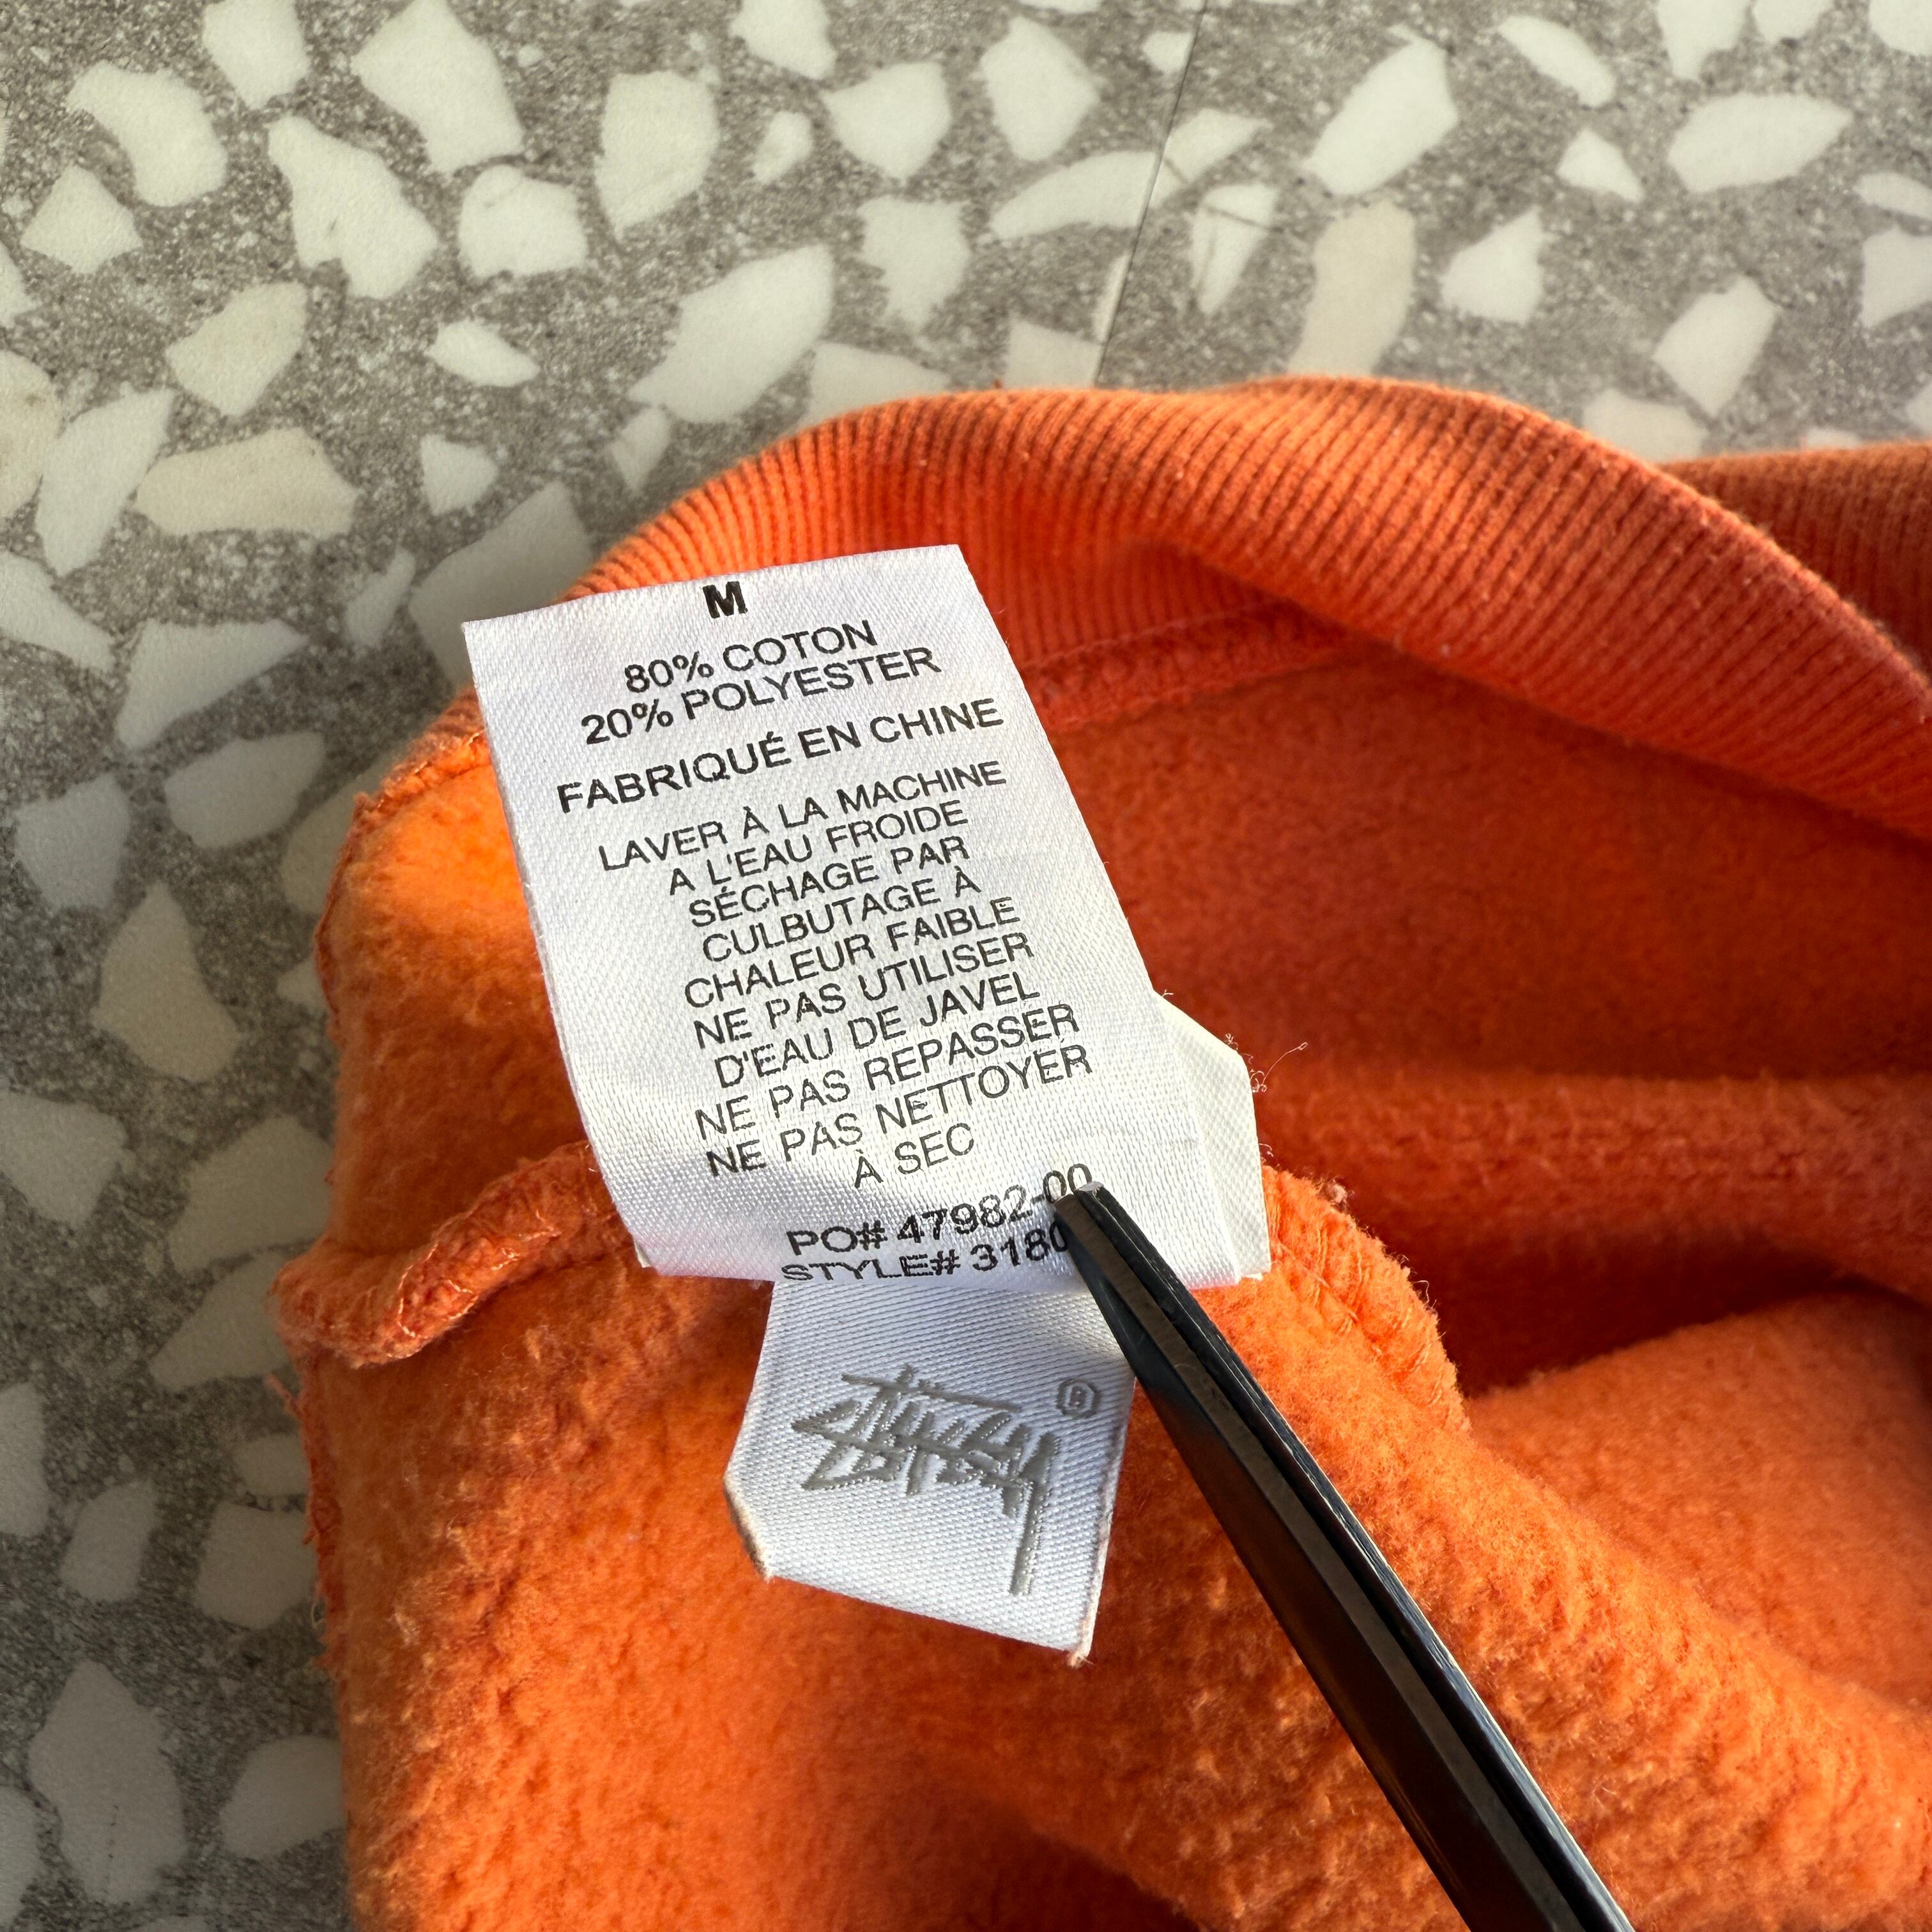 M
80% COTON
20% POLYESTER
FABRIQUÉ EN CHINE
LAVER À LA MACHINE
A L'EAU FROIDE
SÉCHAGE PAR
CULBUTAGE À
CHALEUR FAIBLE
NE PAS UTILISER
D'EAU DE JAVEL
NE PAS REPASSER
NE PAS NETTOYER
À SEC
PO# 47982-00
STYLE#
Stüssy ®